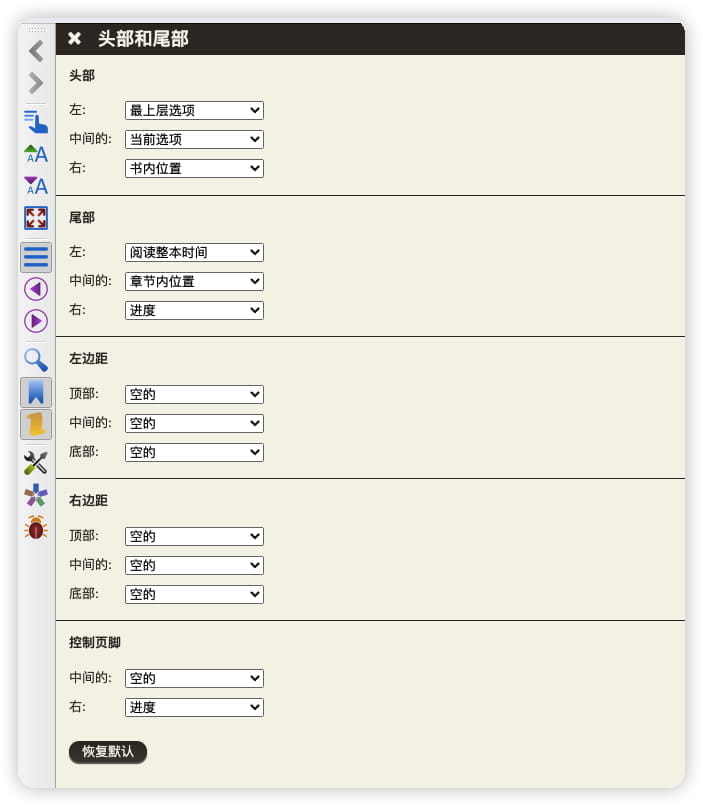 头部和尾部
头部
左: 最上层选项
中间的: 当前选项
右: 书内位置
尾部
左: 阅读整本时间
中间的: 章节内位置
右: 进度
左边距
顶部: 空的
中间的: 空的
底部: 空的
右边距
顶部: 空的
中间的: 空的
底部: 空的
控制页脚
中间的: 空的
右: 进度
恢复默认